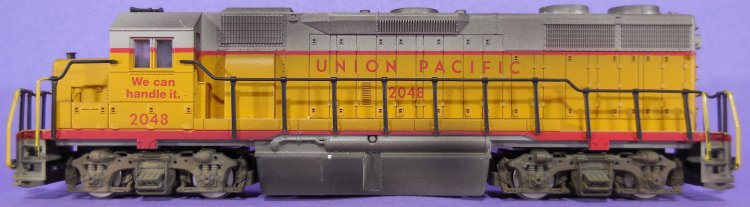 We can
handle it.
2048
UNION PACIFIC
2048